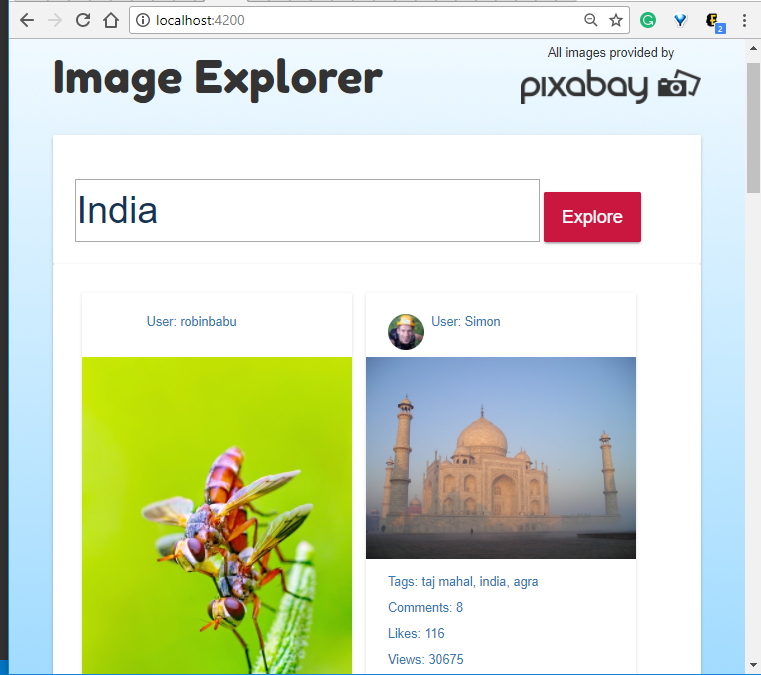 localhost:4200
2
All images provided by
Image Explorer
pixabay
India
Explore
User: robinbabu
User: Simon
Tags: taj mahal, india, agra
Comments: 8
Likes: 116
Views: 30675